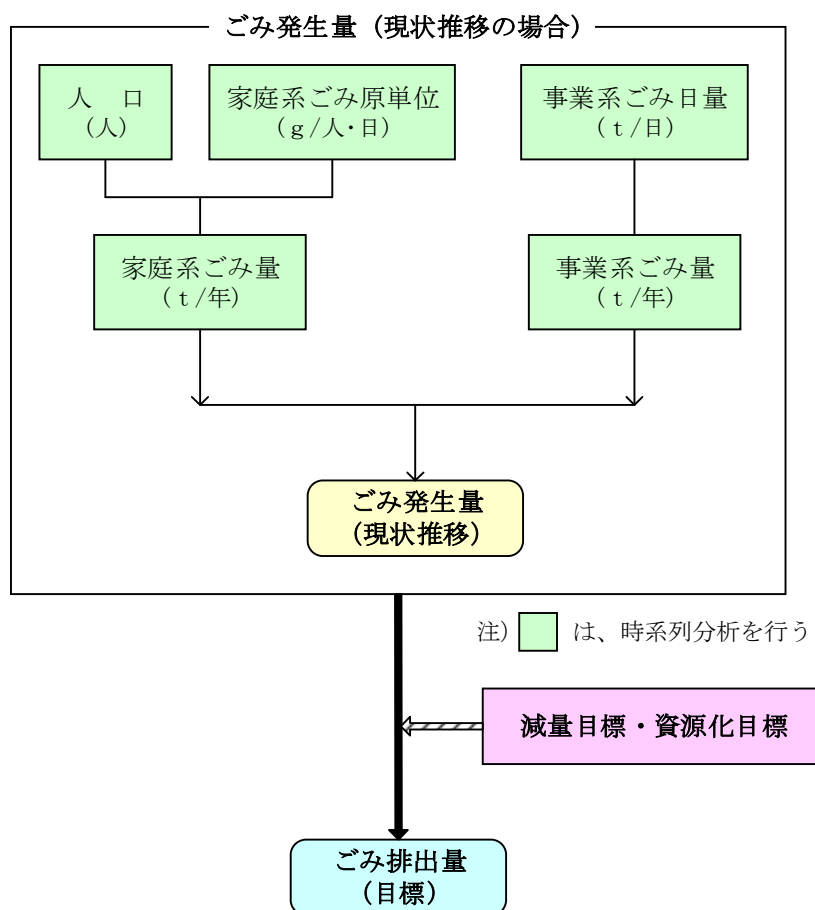 ごみ発生量（現状推移の場合）
人　口
（人）
家庭系ごみ原単位
（ｇ/人･日）
事業系ごみ日量
（ｔ/日）
家庭系ごみ量
（ｔ/年）
事業系ごみ量
（ｔ/年）
ごみ発生量
（現状推移）
注） は、時系列分析を行う
減量目標・資源化目標
ごみ排出量
（目標）